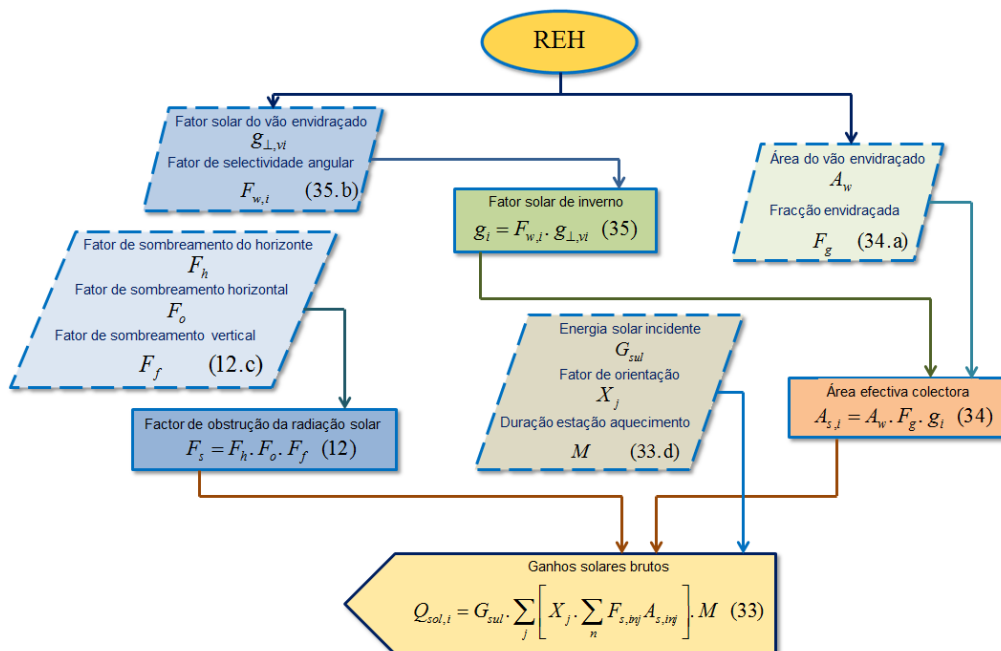 REH
Fator solar do vão envidraçado
g⊥,vi
Fator de selectividade angular
Fw,i (35.b)
Área do vão envidraçado
Aw
Fracção envidraçada
Fg (34.a)
Fator solar de inverno
gi = Fw,i . g⊥,vi (35)
Fator de sombreamento do horizonte
Fh
Fator de sombreamento horizontal
Fo
Fator de sombreamento vertical
Ff (12.c)
Energia solar incidente
Gsul
Fator de orientação
Xj
Duração estação aquecimento
M (33.d)
Área efectiva colectora
As,i = Aw . Fg . gi (34)
Factor de obstrução da radiação solar
Fs = Fh . Fo . Ff (12)
Ganhos solares brutos
Qsol,i = Gsul . ∑j [ Xj . ∑n Fs,inj As,inj ] . M (33)